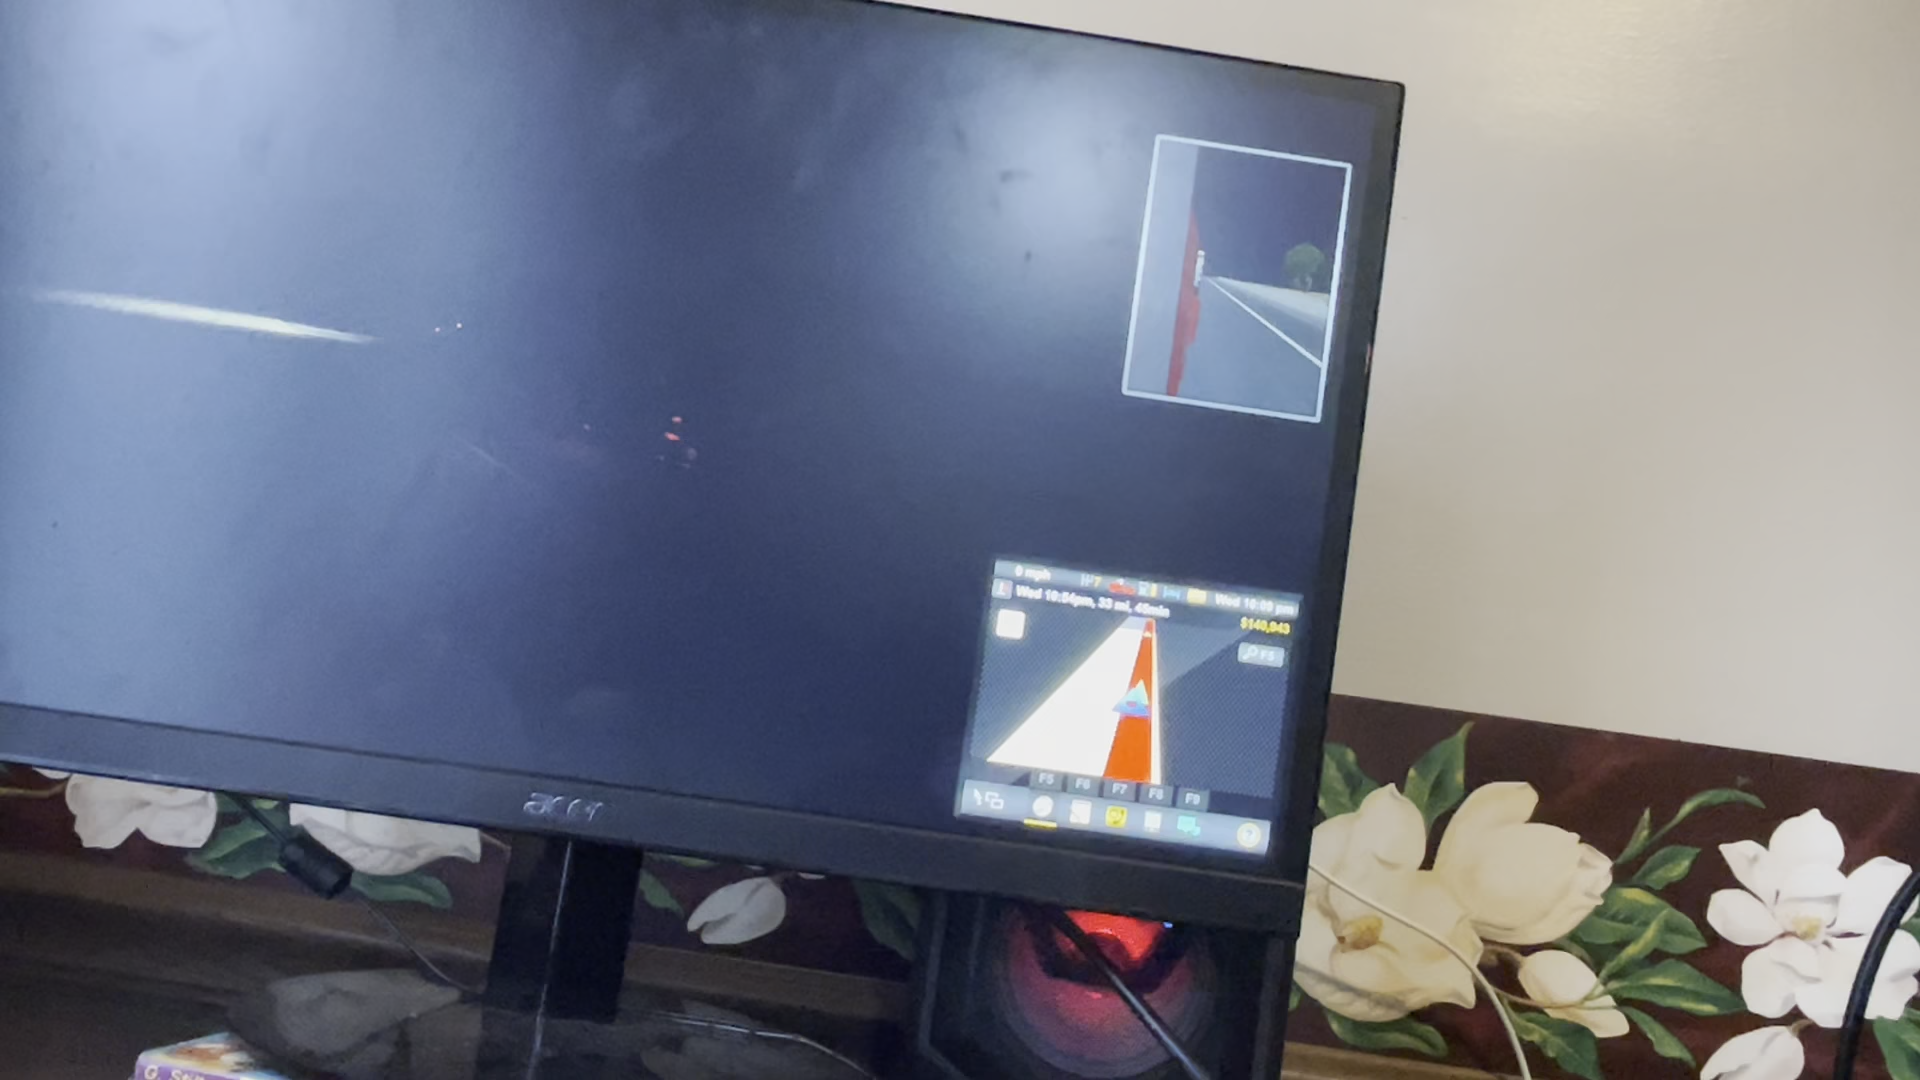 0 mph
Wed 10:54pm, 33 mi, 45min
Wed 10:09 pm
$140,943
F5
F5 F6 F7 F8 F9
acer